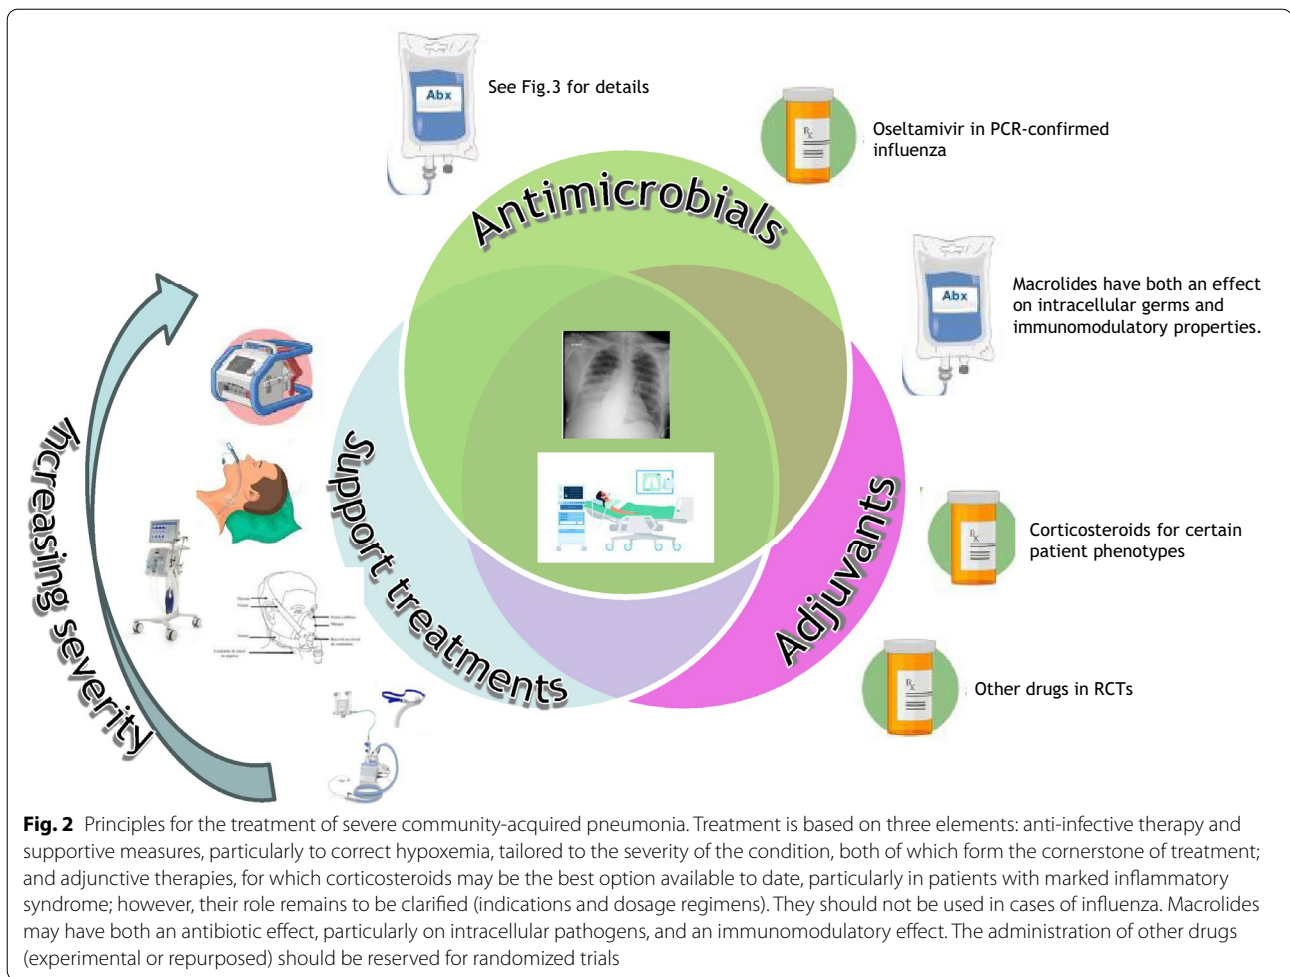 Abx
See Fig.3 for details
Oseltamivir in PCR-confirmed
influenza
Antimicrobials
Abx
Macrolides have both an effect
on intracellular germs and
immunomodulatory properties.
Increasing severity
Support treatments
Adjuvants
Corticosteroids for certain
patient phenotypes
Other drugs in RCTs
Fig. 2 Principles for the treatment of severe community-acquired pneumonia. Treatment is based on three elements: anti-infective therapy and
supportive measures, particularly to correct hypoxemia, tailored to the severity of the condition, both of which form the cornerstone of treatment;
and adjunctive therapies, for which corticosteroids may be the best option available to date, particularly in patients with marked inflammatory
syndrome; however, their role remains to be clarified (indications and dosage regimens). They should not be used in cases of influenza. Macrolides
may have both an antibiotic effect, particularly on intracellular pathogens, and an immunomodulatory effect. The administration of other drugs
(experimental or repurposed) should be reserved for randomized trials